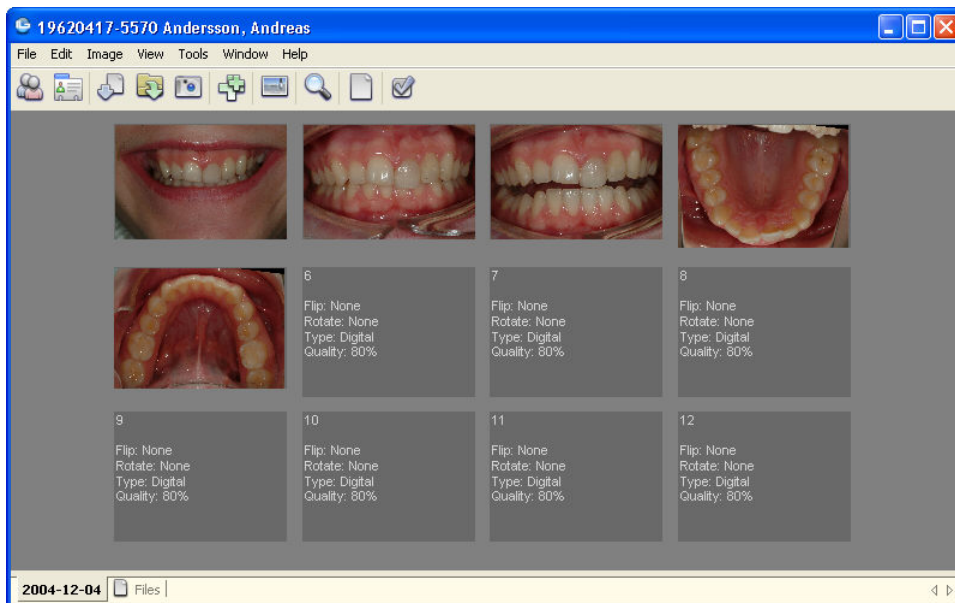 19620417-5570 Andersson, Andreas
File Edit Image View Tools Window Help
6
Flip: None
Rotate: None
Type: Digital
Quality: 80%
7
Flip: None
Rotate: None
Type: Digital
Quality: 80%
8
Flip: None
Rotate: None
Type: Digital
Quality: 80%
9
Flip: None
Rotate: None
Type: Digital
Quality: 80%
10
Flip: None
Rotate: None
Type: Digital
Quality: 80%
11
Flip: None
Rotate: None
Type: Digital
Quality: 80%
12
Flip: None
Rotate: None
Type: Digital
Quality: 80%
2004-12-04 Files